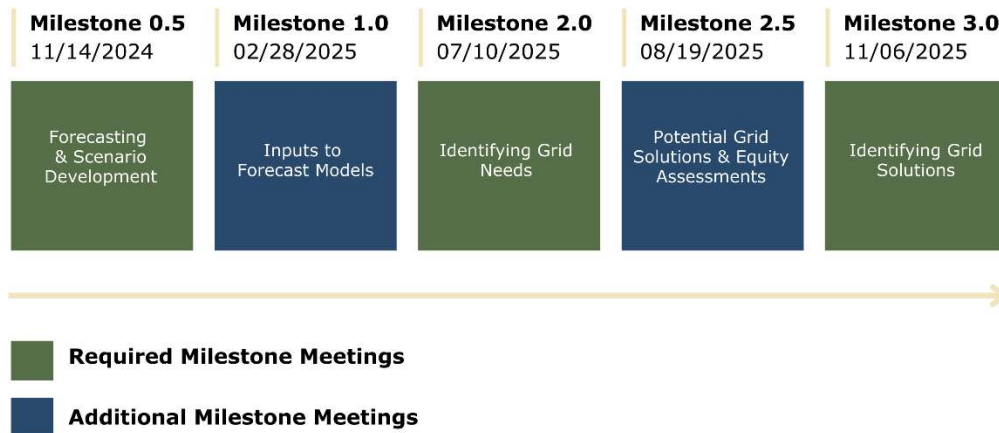 Milestone 0.5
11/14/2024
Milestone 1.0
02/28/2025
Milestone 2.0
07/10/2025
Milestone 2.5
08/19/2025
Milestone 3.0
11/06/2025
Forecasting
& Scenario
Development
Inputs to
Forecast Models
Identifying Grid
Needs
Potential Grid
Solutions & Equity
Assessments
Identifying Grid
Solutions
Required Milestone Meetings
Additional Milestone Meetings